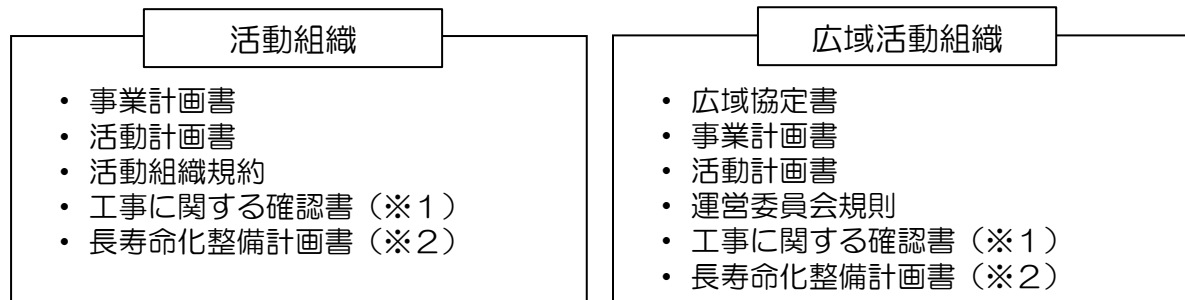 活動組織
• 事業計画書
• 活動計画書
• 活動組織規約
• 工事に関する確認書（※１）
• 長寿命化整備計画書（※２）
広域活動組織
• 広域協定書
• 事業計画書
• 活動計画書
• 運営委員会規則
• 工事に関する確認書（※１）
• 長寿命化整備計画書（※２）